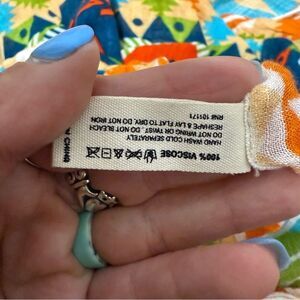 100% VISCOSE
HAND WASH COLD SEPARATELY
DO NOT WRING OR TWIST. DO NOT BLEACH
RESHAPE & LAY FLAT TO DRY. DO NOT IRON
RN# 101171